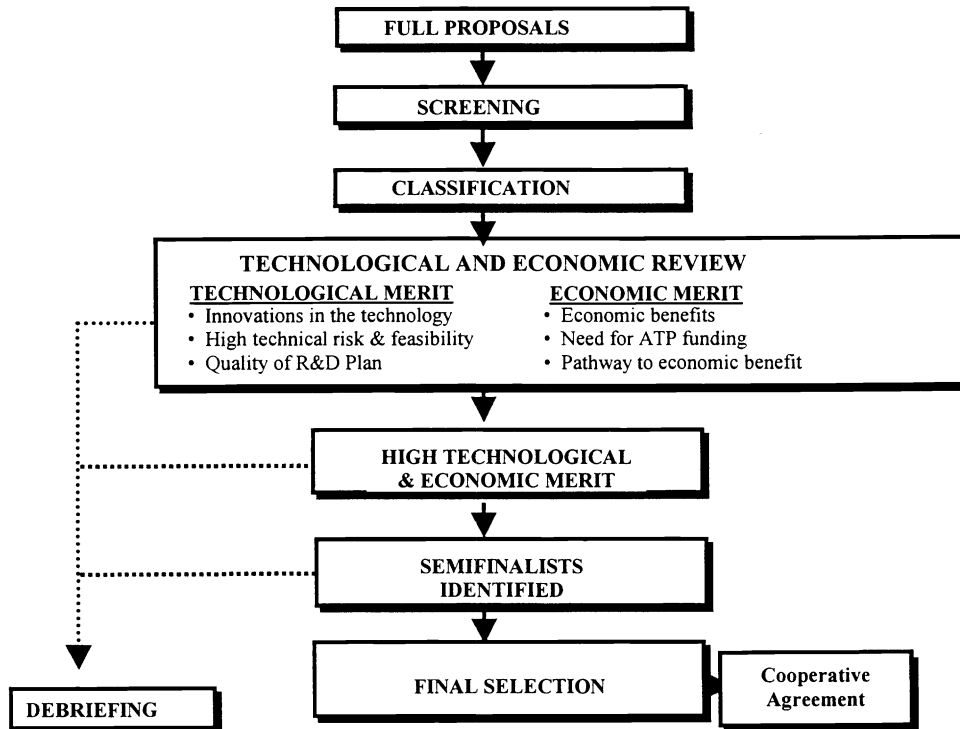 FULL PROPOSALS
SCREENING
CLASSIFICATION
TECHNOLOGICAL AND ECONOMIC REVIEW
TECHNOLOGICAL MERIT
• Innovations in the technology
• High technical risk & feasibility
• Quality of R&D Plan
ECONOMIC MERIT
• Economic benefits
• Need for ATP funding
• Pathway to economic benefit
HIGH TECHNOLOGICAL
& ECONOMIC MERIT
SEMIFINALISTS
IDENTIFIED
FINAL SELECTION
Cooperative
Agreement
DEBRIEFING